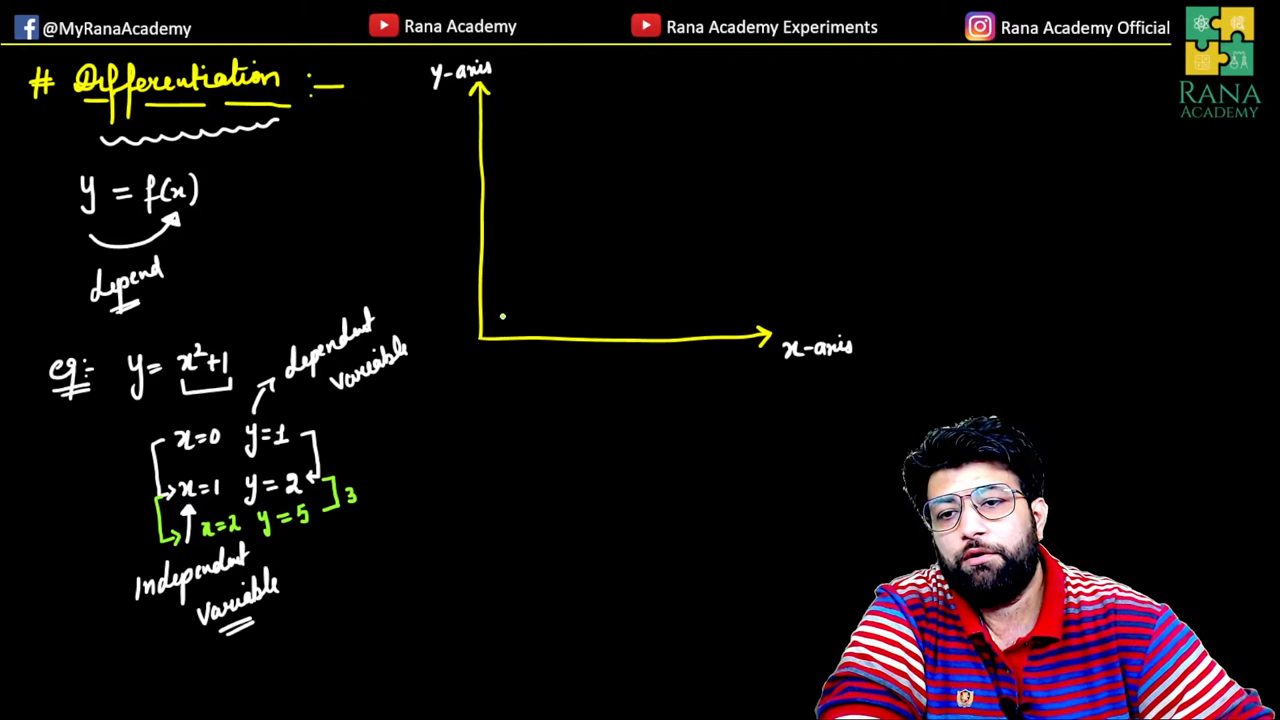 @MyRanaAcademy
Rana Academy
Rana Academy Experiments
Rana Academy Official
RANA
ACADEMY
# Differentiation :-
y = f(x)
depend
eg:- y = x²+1
x=0 y=1
x=1 y=2
x=2 y=5
3
dependent
variable
Independent
variable
y-axis
x-axis